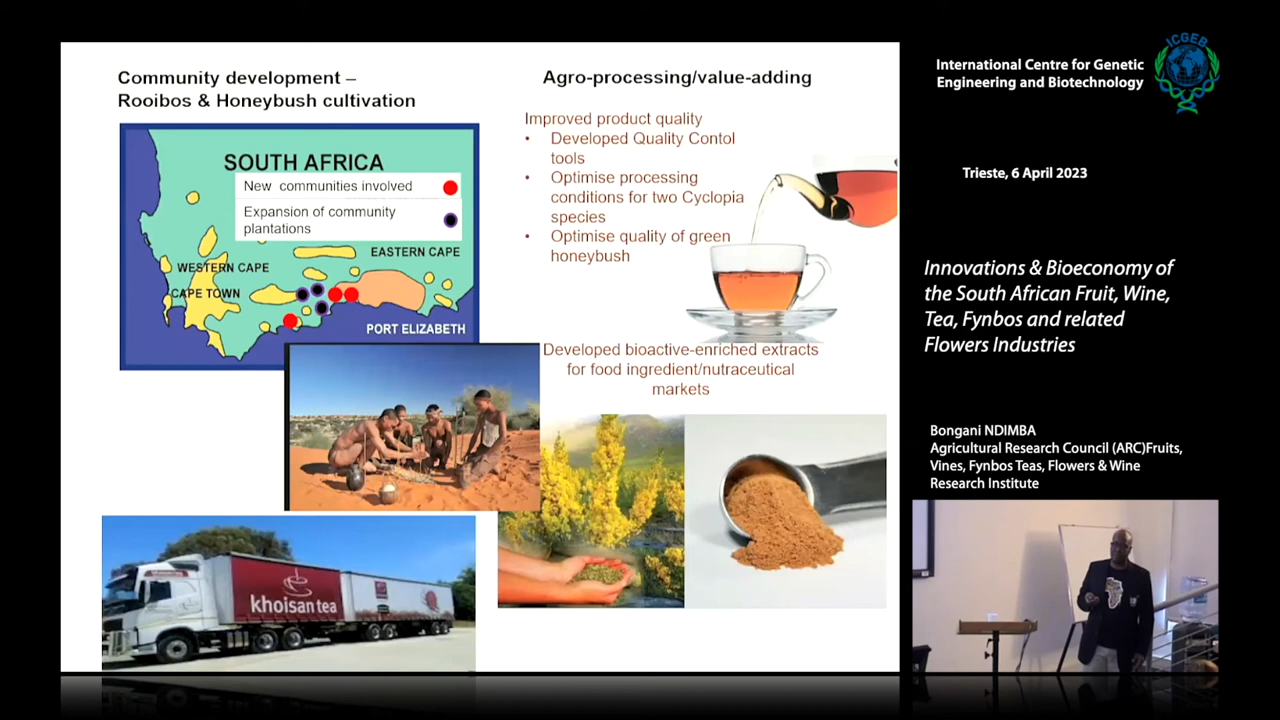 Community development –
Rooibos & Honeybush cultivation
SOUTH AFRICA
New communities involved
Expansion of community
plantations
EASTERN CAPE
WESTERN CAPE
CAPE TOWN
PORT ELIZABETH
khoisan tea
Agro-processing/value-adding
Improved product quality
• Developed Quality Contol
tools
• Optimise processing
conditions for two Cyclopia
species
• Optimise quality of green
honeybush
Developed bioactive-enriched extracts
for food ingredient/nutraceutical
markets
International Centre for Genetic
Engineering and Biotechnology
ICGEB
Trieste, 6 April 2023
Innovations & Bioeconomy of
the South African Fruit, Wine,
Tea, Fynbos and related
Flowers Industries
Bongani NDIMBA
Agricultural Research Council (ARC)Fruits,
Vines, Fynbos Teas, Flowers & Wine
Research Institute